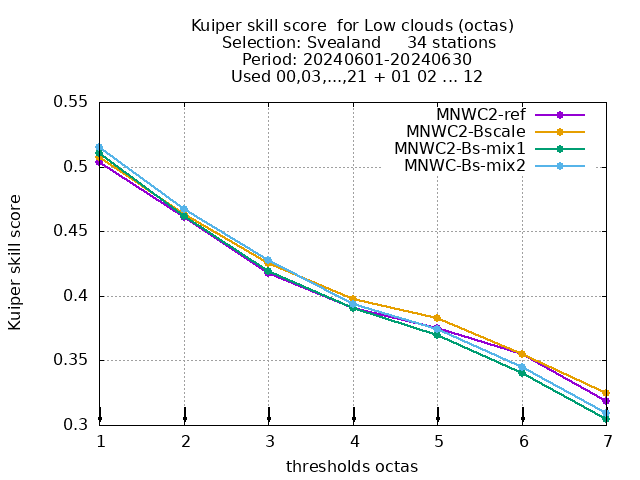 Kuiper skill score  for Low clouds (octas)
Selection: Svealand     34 stations
Period: 20240601-20240630
Used 00,03,...,21 + 01 02 ... 12
MNWC2-ref
MNWC2-Bscale
MNWC2-Bs-mix1
MNWC-Bs-mix2
Kuiper skill score
0.55
0.5
0.45
0.4
0.35
0.3
1 2 3 4 5 6 7
thresholds octas